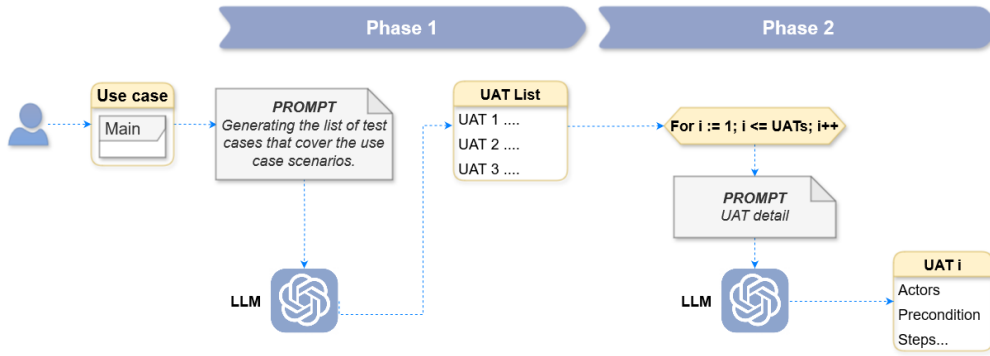 Phase 1
Phase 2
Use case
Main
PROMPT
Generating the list of test
cases that cover the use
case scenarios.
LLM
UAT List
UAT 1 ....
UAT 2 ....
UAT 3 ....
For i := 1; i <= UATs; i++
PROMPT
UAT detail
LLM
UAT i
Actors
Precondition
Steps...